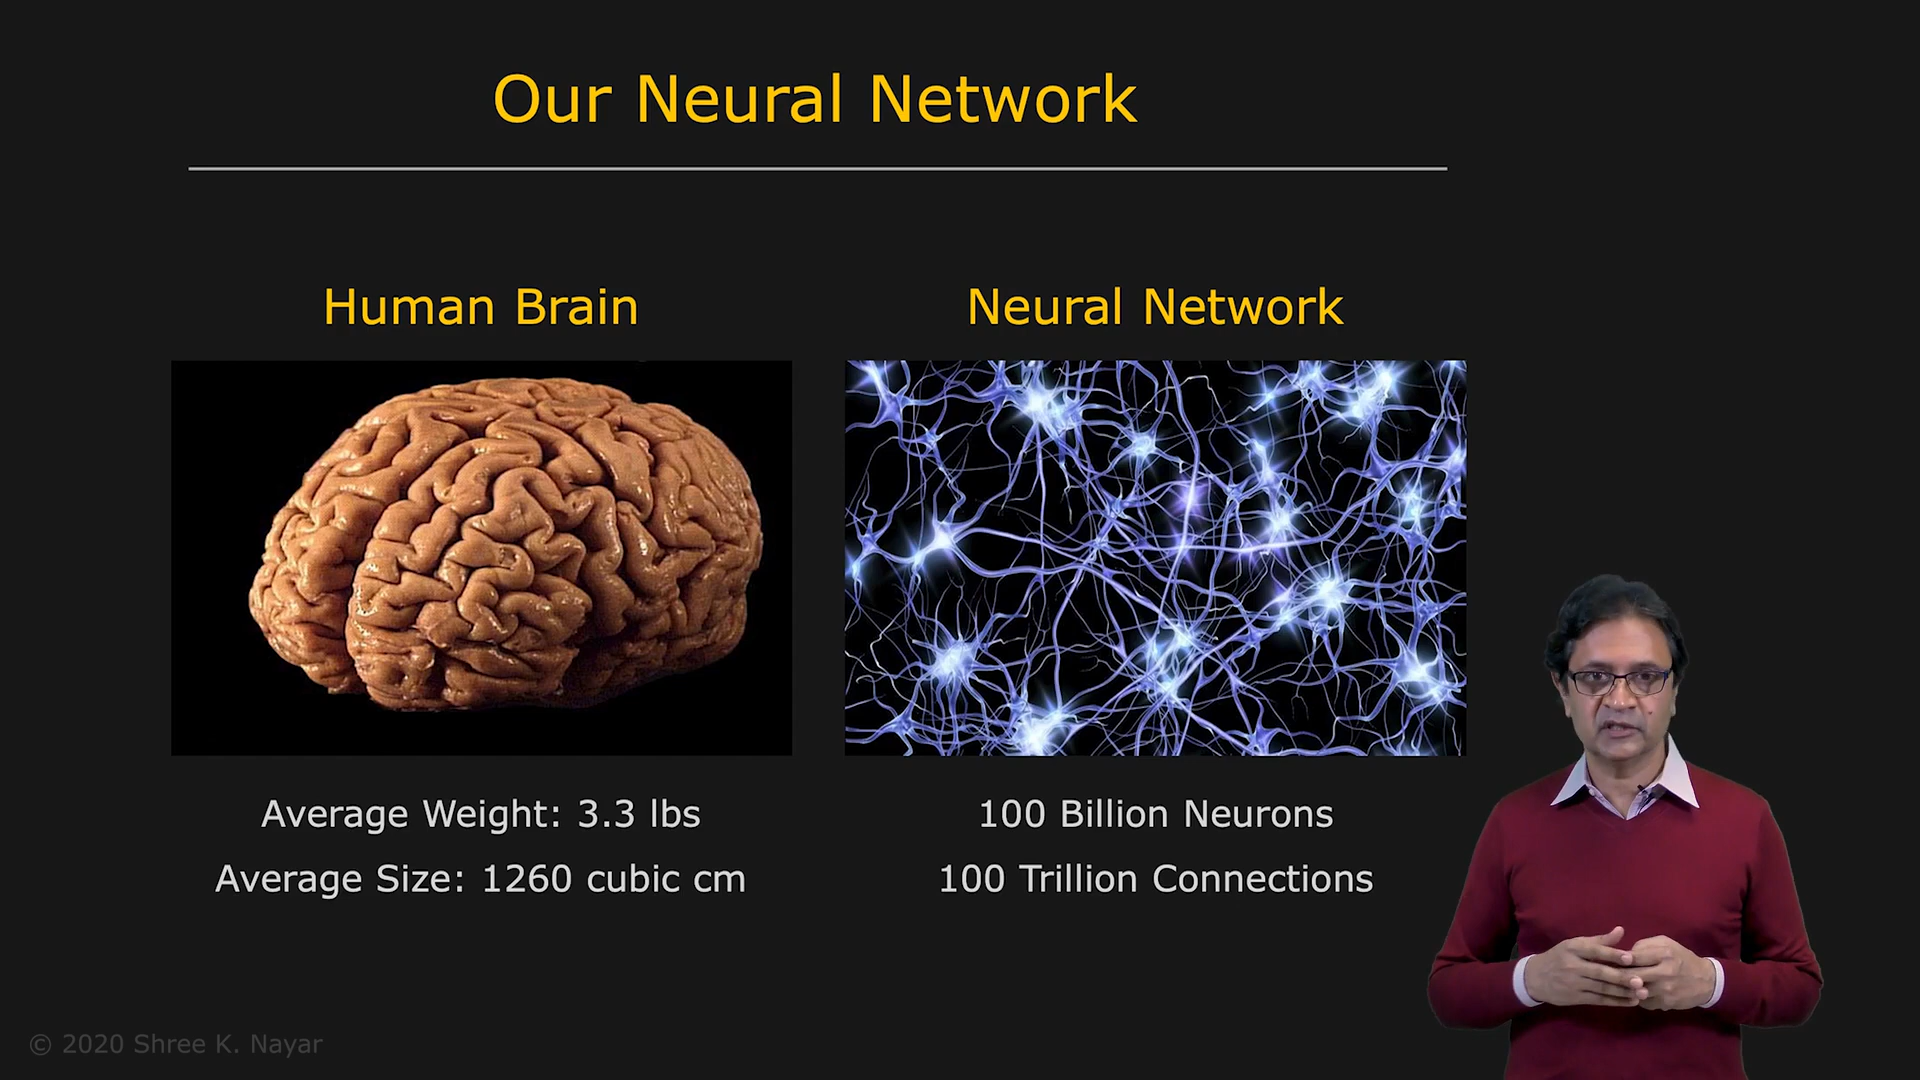 Our Neural Network
Human Brain
Neural Network
Average Weight: 3.3 lbs
Average Size: 1260 cubic cm
100 Billion Neurons
100 Trillion Connections
© 2020 Shree K. Nayar